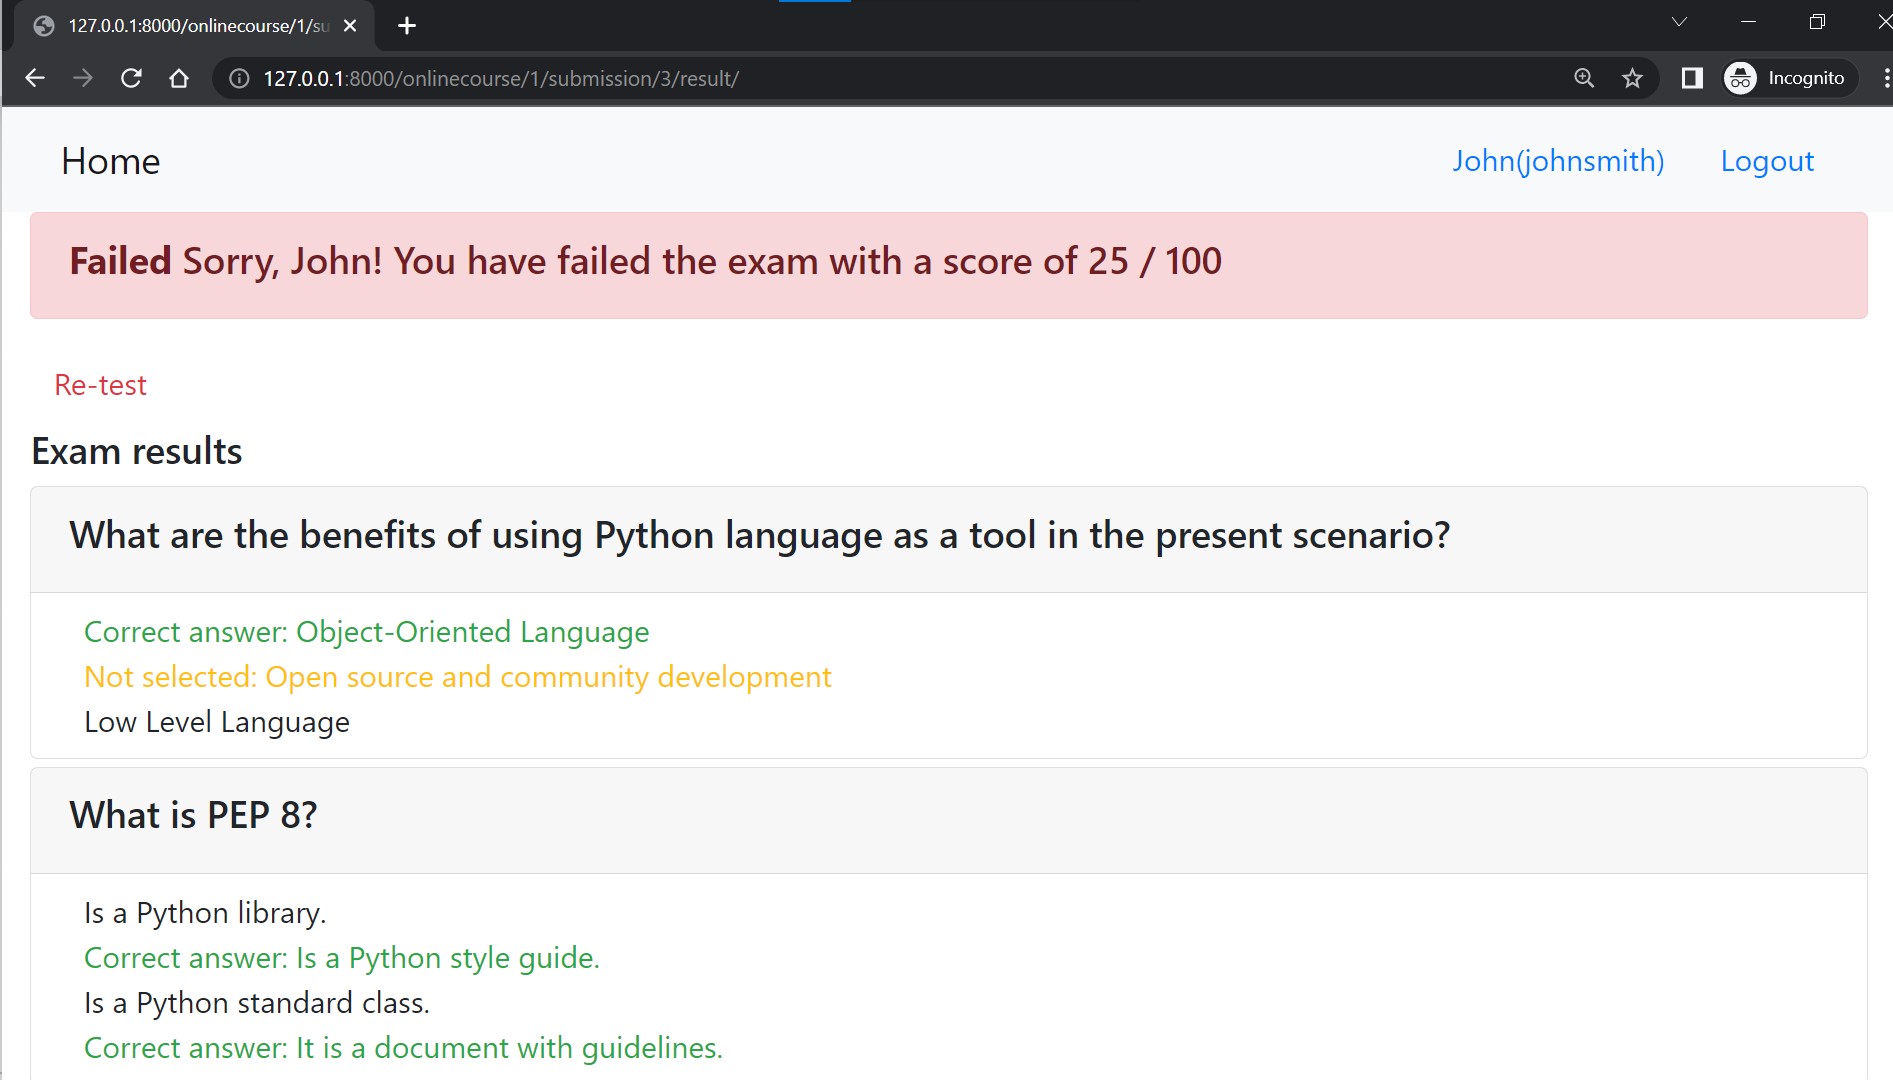 127.0.0.1:8000/onlinecourse/1/su
127.0.0.1:8000/onlinecourse/1/submission/3/result/
Incognito
Home
John(johnsmith)
Logout
Failed Sorry, John! You have failed the exam with a score of 25 / 100
Re-test
Exam results
What are the benefits of using Python language as a tool in the present scenario?
Correct answer: Object-Oriented Language
Not selected: Open source and community development
Low Level Language
What is PEP 8?
Is a Python library.
Correct answer: Is a Python style guide.
Is a Python standard class.
Correct answer: It is a document with guidelines.